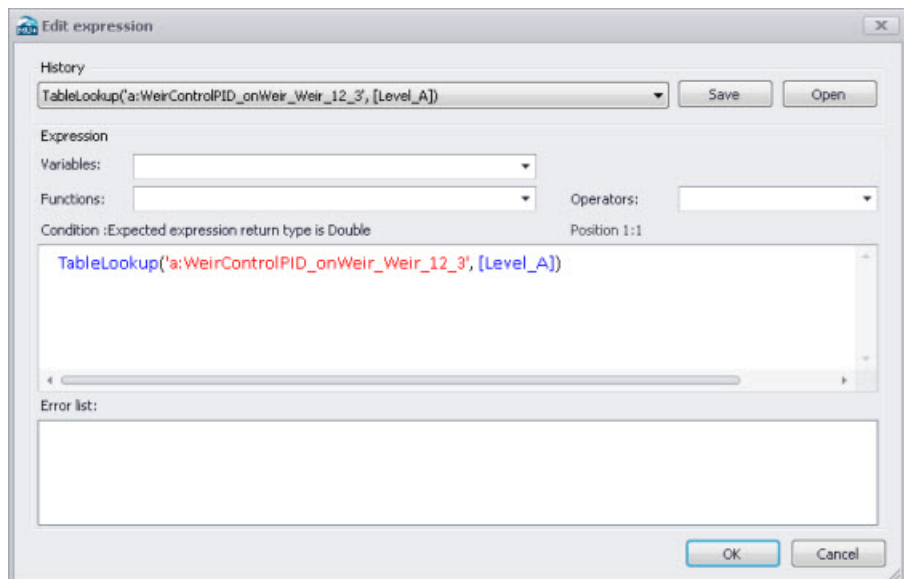 Edit expression
History
TableLookup('a:WeirControlPID_onWeir_Weir_12_3', [Level_A])
Save
Open
Expression
Variables:
Functions:
Operators:
Condition :Expected expression return type is Double
Position 1:1
TableLookup('a:WeirControlPID_onWeir_Weir_12_3', [Level_A])
Error list:
OK
Cancel